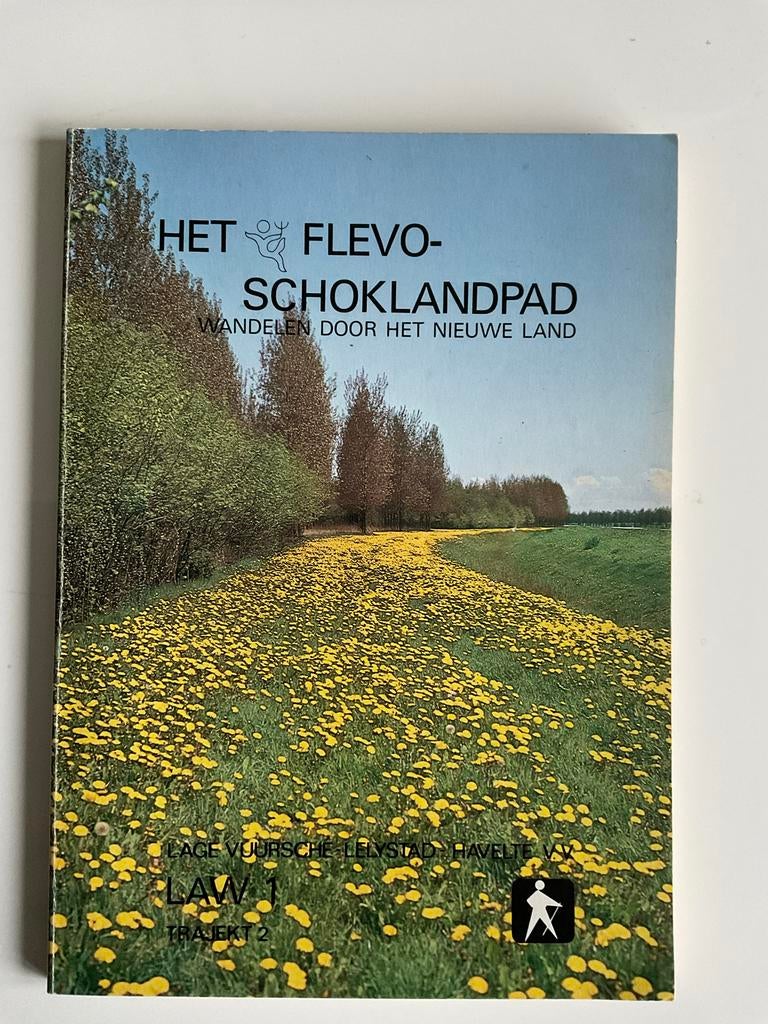 HET FLEVO-
SCHOKLANDPAD
WANDELEN DOOR HET NIEUWE LAND
LAGE VUURSCHE-LELYSTAD-HAVELTE V.V.
LAW 1
TRAJEKT 2